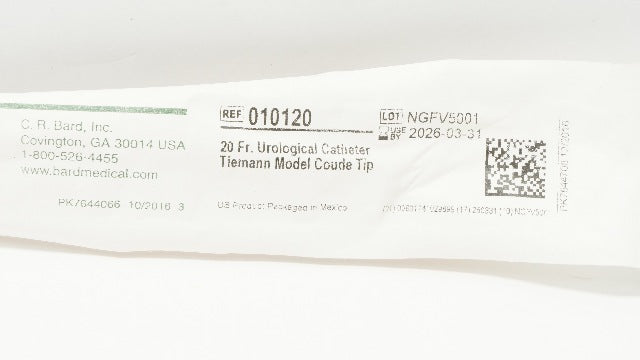 C. R. Bard, Inc.
Covington, GA 30014 USA
1-800-526-4455
www.bardmedical.com
PK7644066 10/2016 3
REF 010120
20 Fr. Urological Catheter
Tiemann Model Coude Tip
US Product Packaged in Mexico
LOT NGFV5001
USE BY 2026-03-31